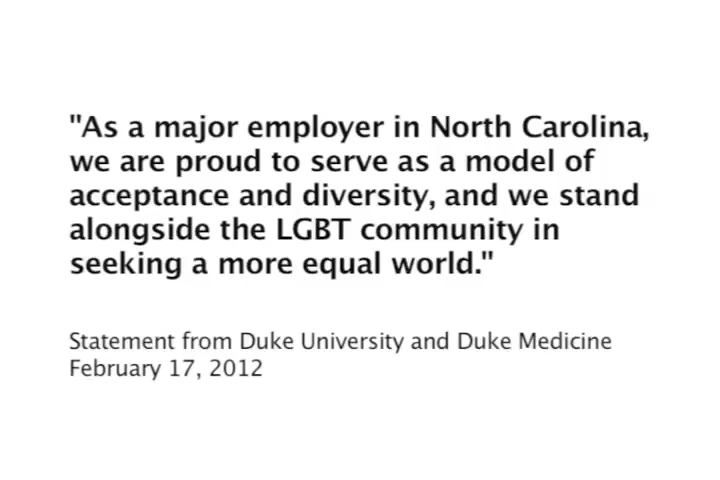 "As a major employer in North Carolina,
we are proud to serve as a model of
acceptance and diversity, and we stand
alongside the LGBT community in
seeking a more equal world."
Statement from Duke University and Duke Medicine
February 17, 2012